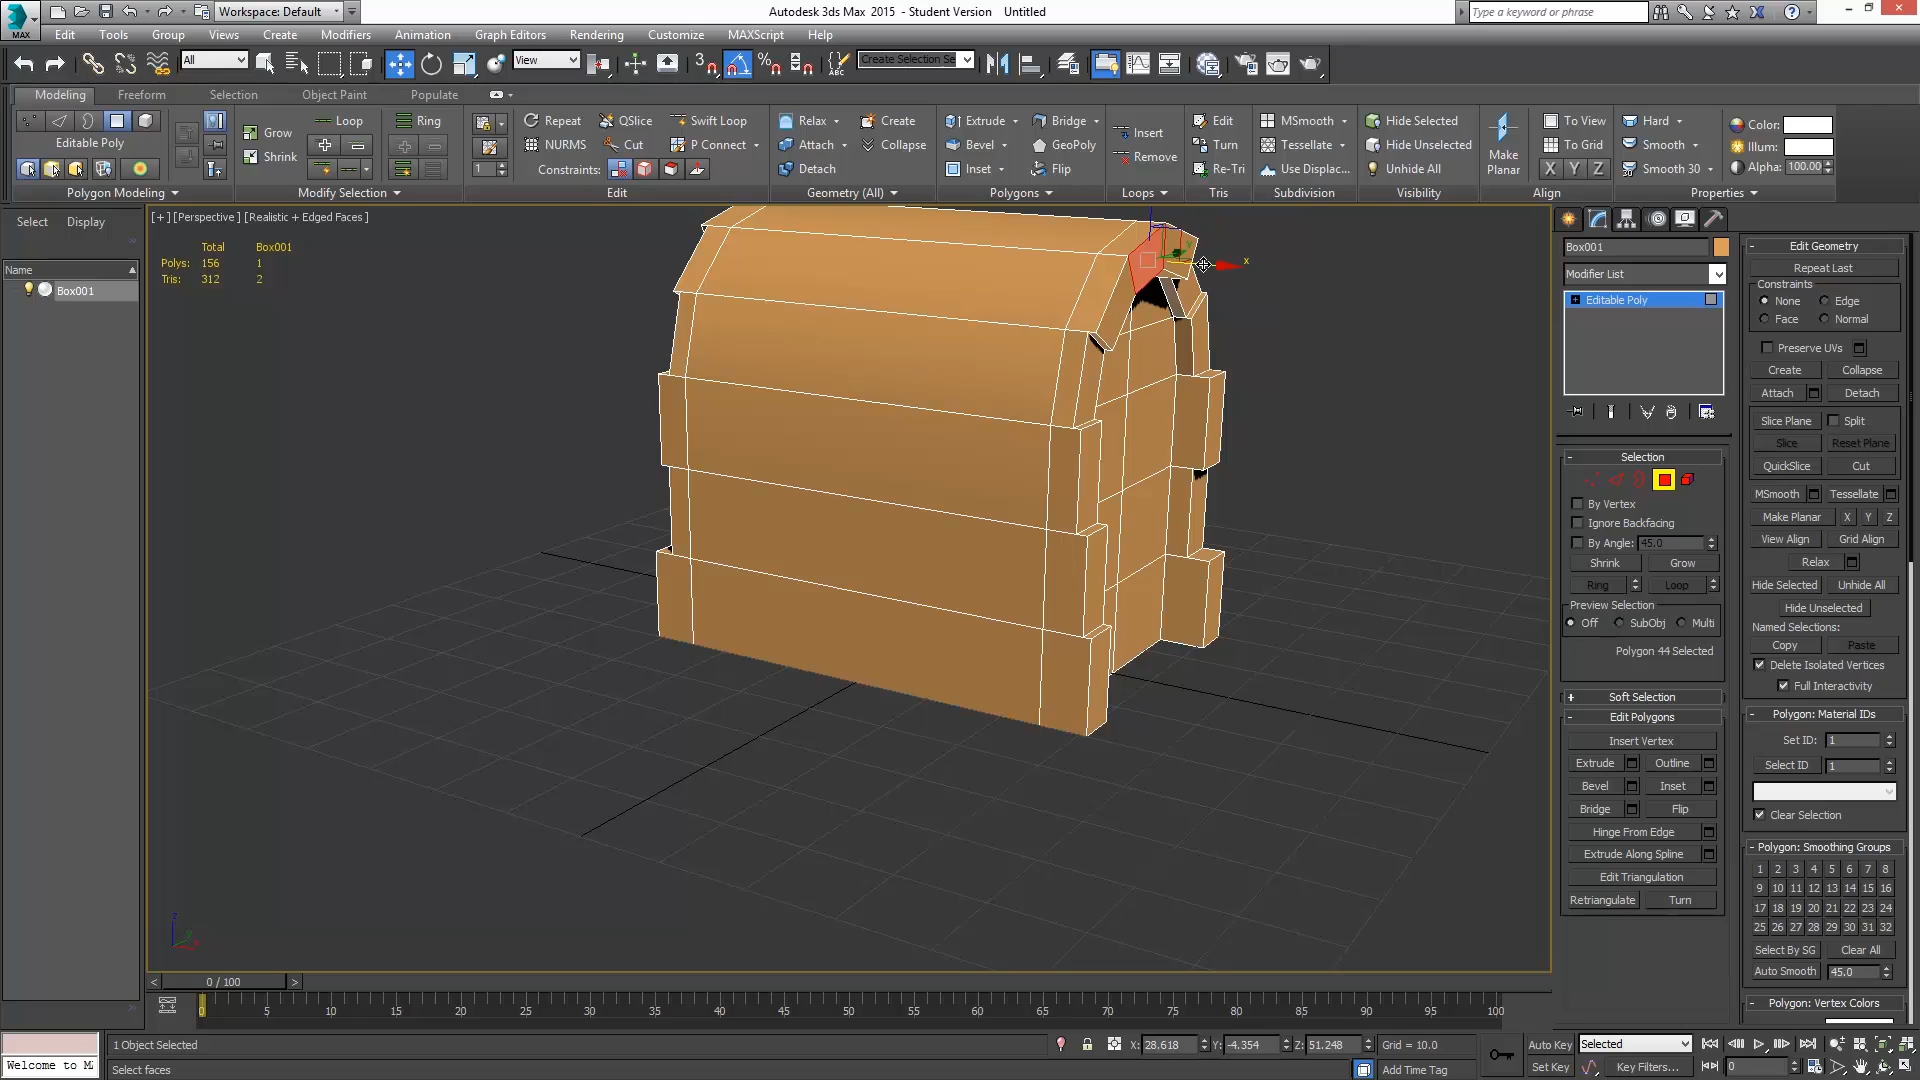 Workspace: Default
Autodesk 3ds Max 2015 - Student Version Untitled
Type a keyword or phrase
MAX
Edit Tools Group Views Create Modifiers Animation Graph Editors Rendering Customize MAXScript Help
All
View
Create Selection Se
Modeling Freeform Selection Object Paint Populate
Editable Poly
Polygon Modeling
Grow Loop Ring
Shrink
Modify Selection
1
Repeat QSlice Swift Loop
NURMS Cut P Connect
Constraints:
Edit
Relax Create
Attach Collapse
Detach
Geometry (All)
Extrude Bridge
Bevel GeoPoly
Inset Flip
Polygons
Insert
Remove
Loops
Edit
Turn
Re-Tri
Tris
MSmooth
Tessellate
Use Displac...
Subdivision
Hide Selected
Hide Unselected
Unhide All
Visibility
Make
Planar
To View
To Grid
X Y Z
Align
Hard
Smooth
Smooth 30
Color:
Illum:
Alpha: 100.00
Properties
Select Display
Name
Box001
[+] [Perspective ] [Realistic + Edged Faces ]
Total Box001
Polys: 156 1
Tris: 312 2
x
Box001
Modifier List
Editable Poly
Selection
By Vertex
Ignore Backfacing
By Angle: 45.0
Shrink Grow
Ring Loop
Preview Selection
Off SubObj Multi
Polygon 44 Selected
Soft Selection
Edit Polygons
Insert Vertex
Extrude Outline
Bevel Inset
Bridge Flip
Hinge From Edge
Extrude Along Spline
Edit Triangulation
Retriangulate Turn
Edit Geometry
Repeat Last
Constraints
None Edge
Face Normal
Preserve UVs
Create Collapse
Attach Detach
Slice Plane Split
Slice Reset Plane
QuickSlice Cut
MSmooth Tessellate
Make Planar X Y Z
View Align Grid Align
Relax
Hide Selected Unhide All
Hide Unselected
Named Selections:
Copy Paste
Delete Isolated Vertices
Full Interactivity
Polygon: Material IDs
Set ID: 1
Select ID 1
Clear Selection
Polygon: Smoothing Groups
1 2 3 4 5 6 7 8
9 10 11 12 13 14 15 16
17 18 19 20 21 22 23 24
25 26 27 28 29 30 31 32
Select By SG Clear All
Auto Smooth 45.0
Polygon: Vertex Colors
0 / 100
0 5 10 15 20 25 30 35 40 45 50 55 60 65 70 75 80 85 90 95 100
1 Object Selected
X: 28.618 Y: -4.354 Z: 51.248 Grid = 10.0
Auto Key Selected
Welcome to M
Select faces
Add Time Tag
Set Key Key Filters...
0